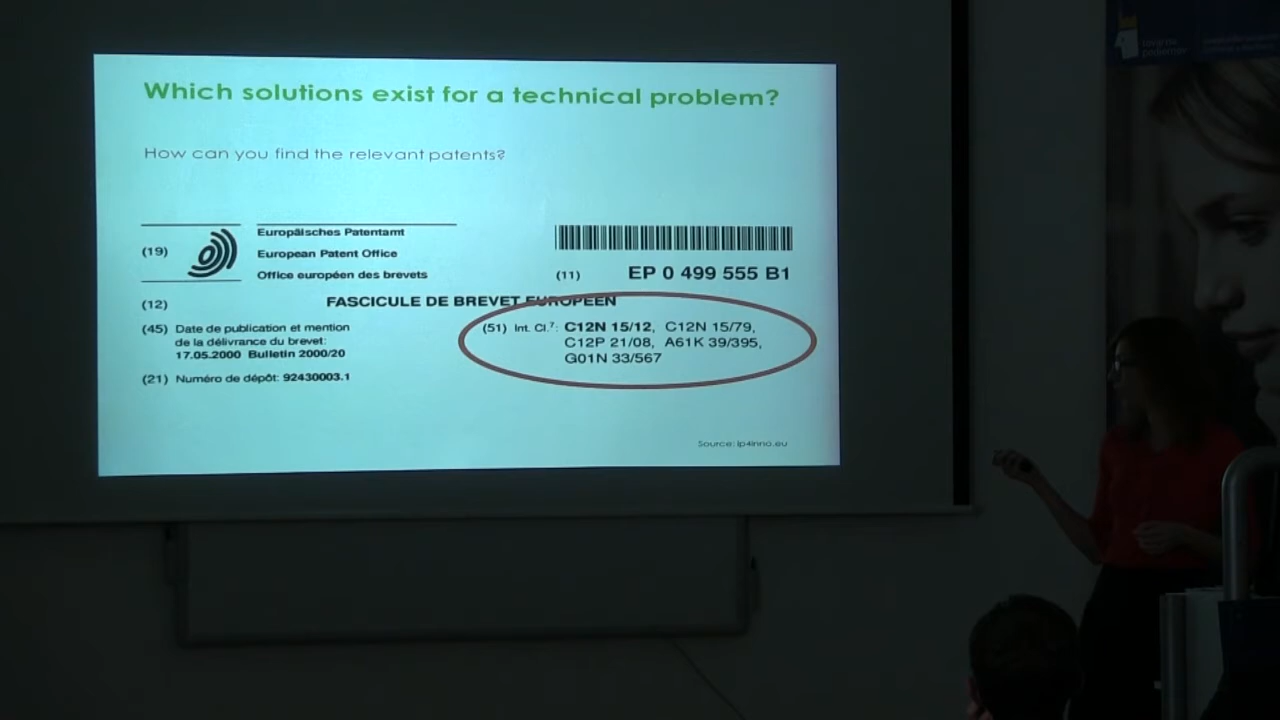 Which solutions exist for a technical problem?
How can you find the relevant patents?
(19)
Europäisches Patentamt
European Patent Office
Office européen des brevets
(11) EP 0 499 555 B1
(12) FASCICULE DE BREVET EUROPEEN
(45) Date de publication et mention
de la délivrance du brevet:
17.05.2000 Bulletin 2000/20
(21) Numéro de dépôt: 92430003.1
(51) Int. Cl.7: C12N 15/12, C12N 15/79,
C12P 21/08, A61K 39/395,
G01N 33/567
Source: ip4inno.eu